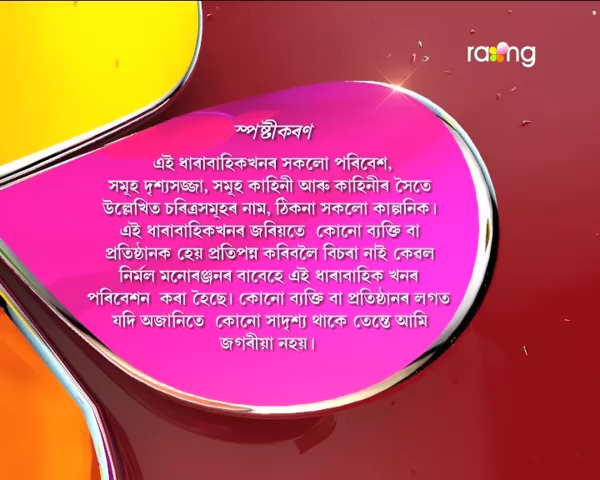 raang
স্পষ্টীকৰণ
এই ধাৰাবাহিকখনৰ সকলো পৰিবেশ,
সমূহ দৃশ্যসজ্জা, সমূহ কাহিনী আৰু কাহিনীৰ সৈতে
উল্লেখিত চৰিত্ৰসমূহৰ নাম, ঠিকনা সকলো কাল্পনিক।
এই ধাৰাবাহিকখনৰ জৰিয়তে কোনো ব্যক্তি বা
প্ৰতিষ্ঠানক হেয় প্ৰতিপন্ন কৰিবলৈ বিচৰা নাই কেৱল
নিৰ্মল মনোৰঞ্জনৰ বাবেহে এই ধাৰাবাহিক খনৰ
পৰিবেশন কৰা হৈছে। কোনো ব্যক্তি বা প্ৰতিষ্ঠানৰ লগত
যদি অজানিতে কোনো সাদৃশ্য থাকে তেন্তে আমি
জগৰীয়া নহয়।